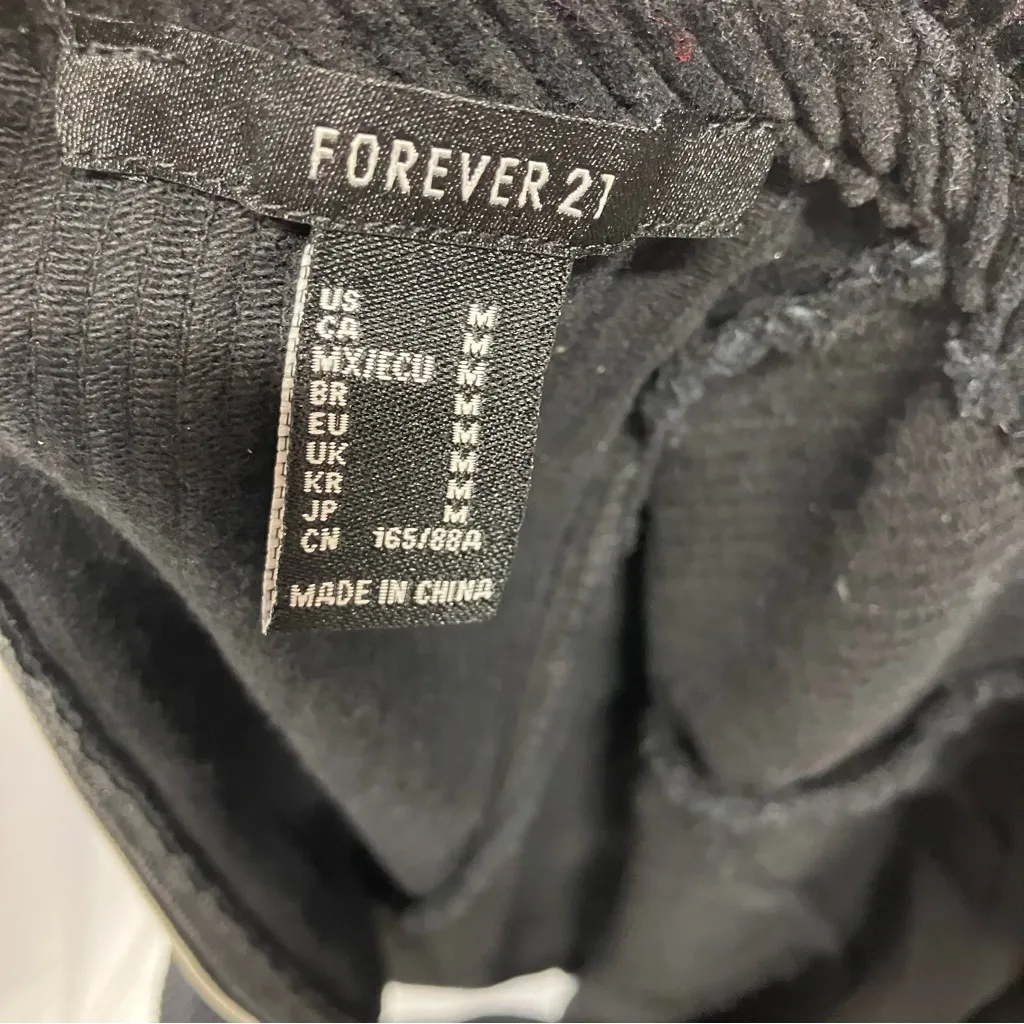 FOREVER 21
US M
CA M
MX/ECU M
BR M
EU M
UK M
KR M
JP M
CN 165/88A
MADE IN CHINA